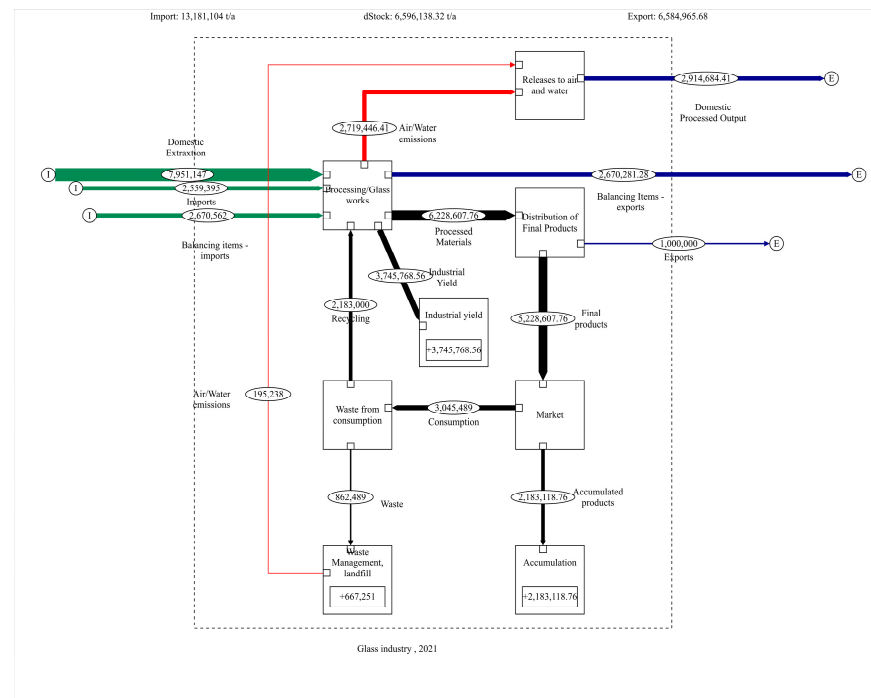 Import: 13,181,104 t/a
dStock: 6,596,138.32 t/a
Export: 6,584,965.68
Releases to air
and water
2,914,684.41
E
Domestic
Processed Output
2,719,446.41
Air/Water
emissions
Domestic
Extraxtion
I
7,951,147
I
2,559,395
Imports
I
2,670,562
Balancing items -
imports
Processing/Glass
works
2,670,281.28
E
Balancing Items -
exports
6,228,607.76
Processed
Materials
Distribution of
Final Products
1,000,000
E
Exports
3,745,768.56
Industrial
Yield
2,183,000
Recycling
Industrial yield
+3,745,768.56
5,228,607.76
Final
products
Air/Water
emissions
195,238
Waste from
consumption
3,045,489
Consumption
Market
862,489
Waste
2,183,118.76
Accumulated
products
Waste
Management,
landfill
+667,251
Accumulation
+2,183,118.76
Glass industry , 2021